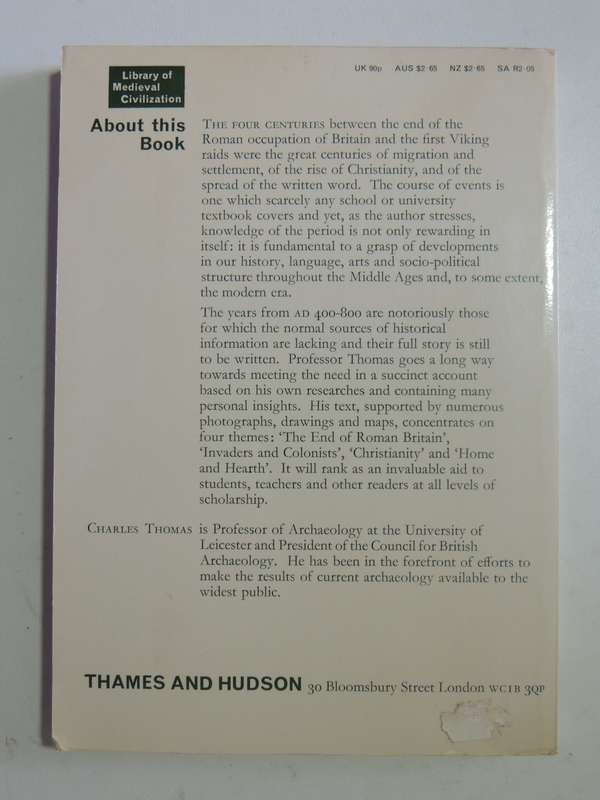 Library of
Medieval
Civilization
UK 90p AUS $2·65 NZ $2·65 SA R2·05
About this
Book
THE FOUR CENTURIES between the end of the
Roman occupation of Britain and the first Viking
raids were the great centuries of migration and
settlement, of the rise of Christianity, and of the
spread of the written word. The course of events is
one which scarcely any school or university
textbook covers and yet, as the author stresses,
knowledge of the period is not only rewarding in
itself: it is fundamental to a grasp of developments
in our history, language, arts and socio-political
structure throughout the Middle Ages and, to some extent,
the modern era.
The years from AD 400-800 are notoriously those
for which the normal sources of historical
information are lacking and their full story is still
to be written. Professor Thomas goes a long way
towards meeting the need in a succinct account
based on his own researches and containing many
personal insights. His text, supported by numerous
photographs, drawings and maps, concentrates on
four themes: ‘The End of Roman Britain’,
‘Invaders and Colonists’, ‘Christianity’ and ‘Home
and Hearth’. It will rank as an invaluable aid to
students, teachers and other readers at all levels of
scholarship.
CHARLES THOMAS is Professor of Archaeology at the University of
Leicester and President of the Council for British
Archaeology. He has been in the forefront of efforts to
make the results of current archaeology available to the
widest public.
THAMES AND HUDSON 30 Bloomsbury Street London WC1B 3QP